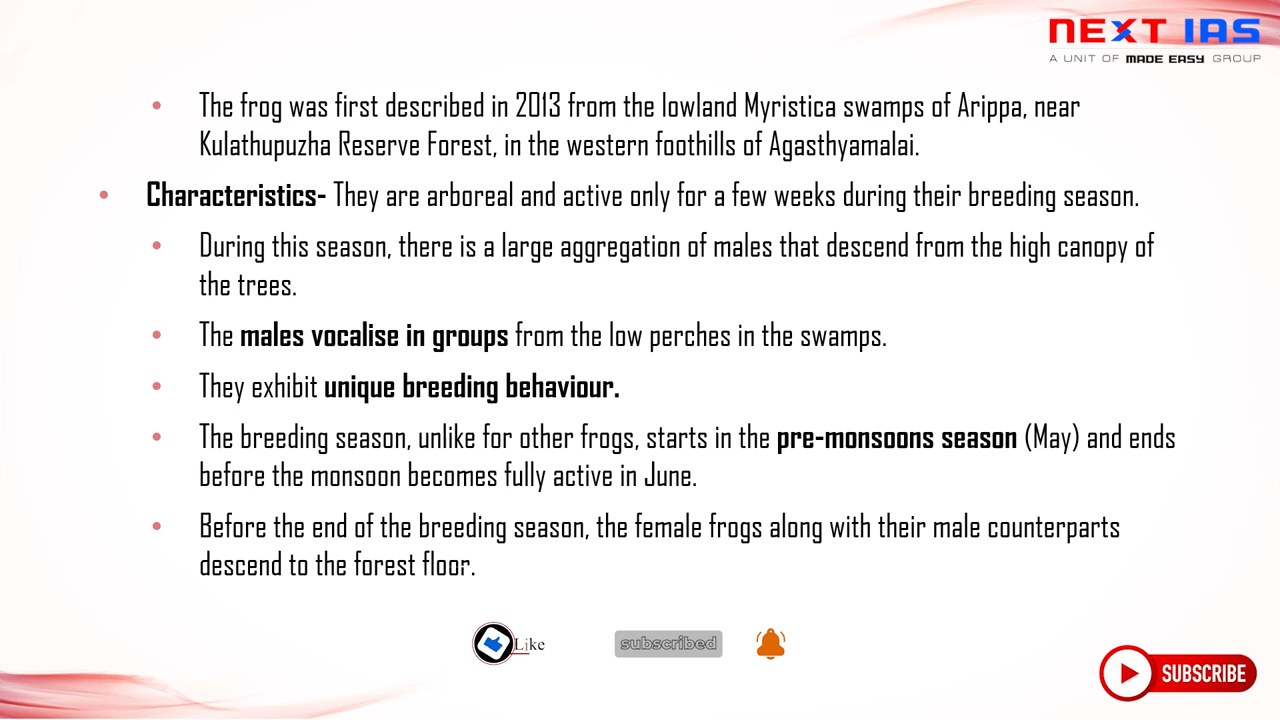 NEXT IAS
A UNIT OF MADE EASY GROUP
• The frog was first described in 2013 from the lowland Myristica swamps of Arippa, near
Kulathupuzha Reserve Forest, in the western foothills of Agasthyamalai.
• Characteristics- They are arboreal and active only for a few weeks during their breeding season.
• During this season, there is a large aggregation of males that descend from the high canopy of
the trees.
• The males vocalise in groups from the low perches in the swamps.
• They exhibit unique breeding behaviour.
• The breeding season, unlike for other frogs, starts in the pre-monsoons season (May) and ends
before the monsoon becomes fully active in June.
• Before the end of the breeding season, the female frogs along with their male counterparts
descend to the forest floor.
Like
subscribed
SUBSCRIBE